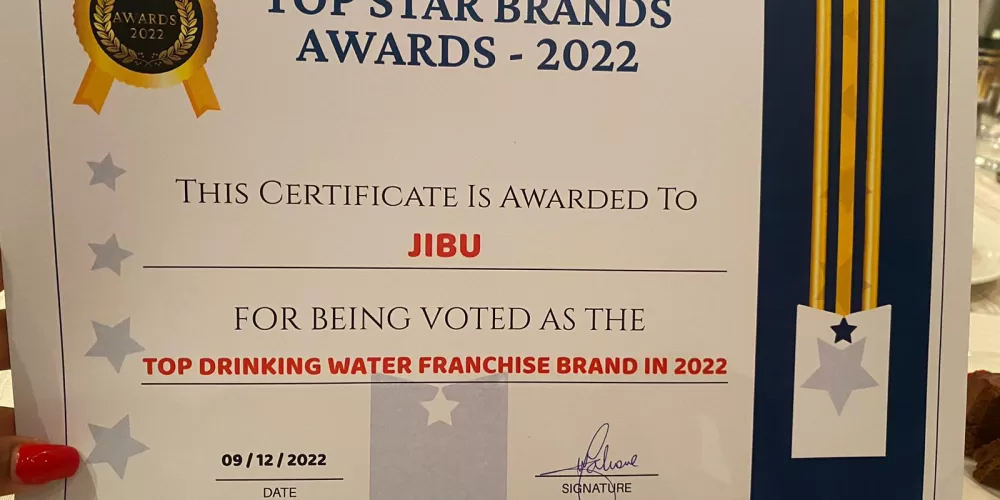 AWARDS
2022
TOP STAR BRANDS
AWARDS - 2022
THIS CERTIFICATE IS AWARDED TO
JIBU
FOR BEING VOTED AS THE
TOP DRINKING WATER FRANCHISE BRAND IN 2022
09 / 12 / 2022
DATE
SIGNATURE